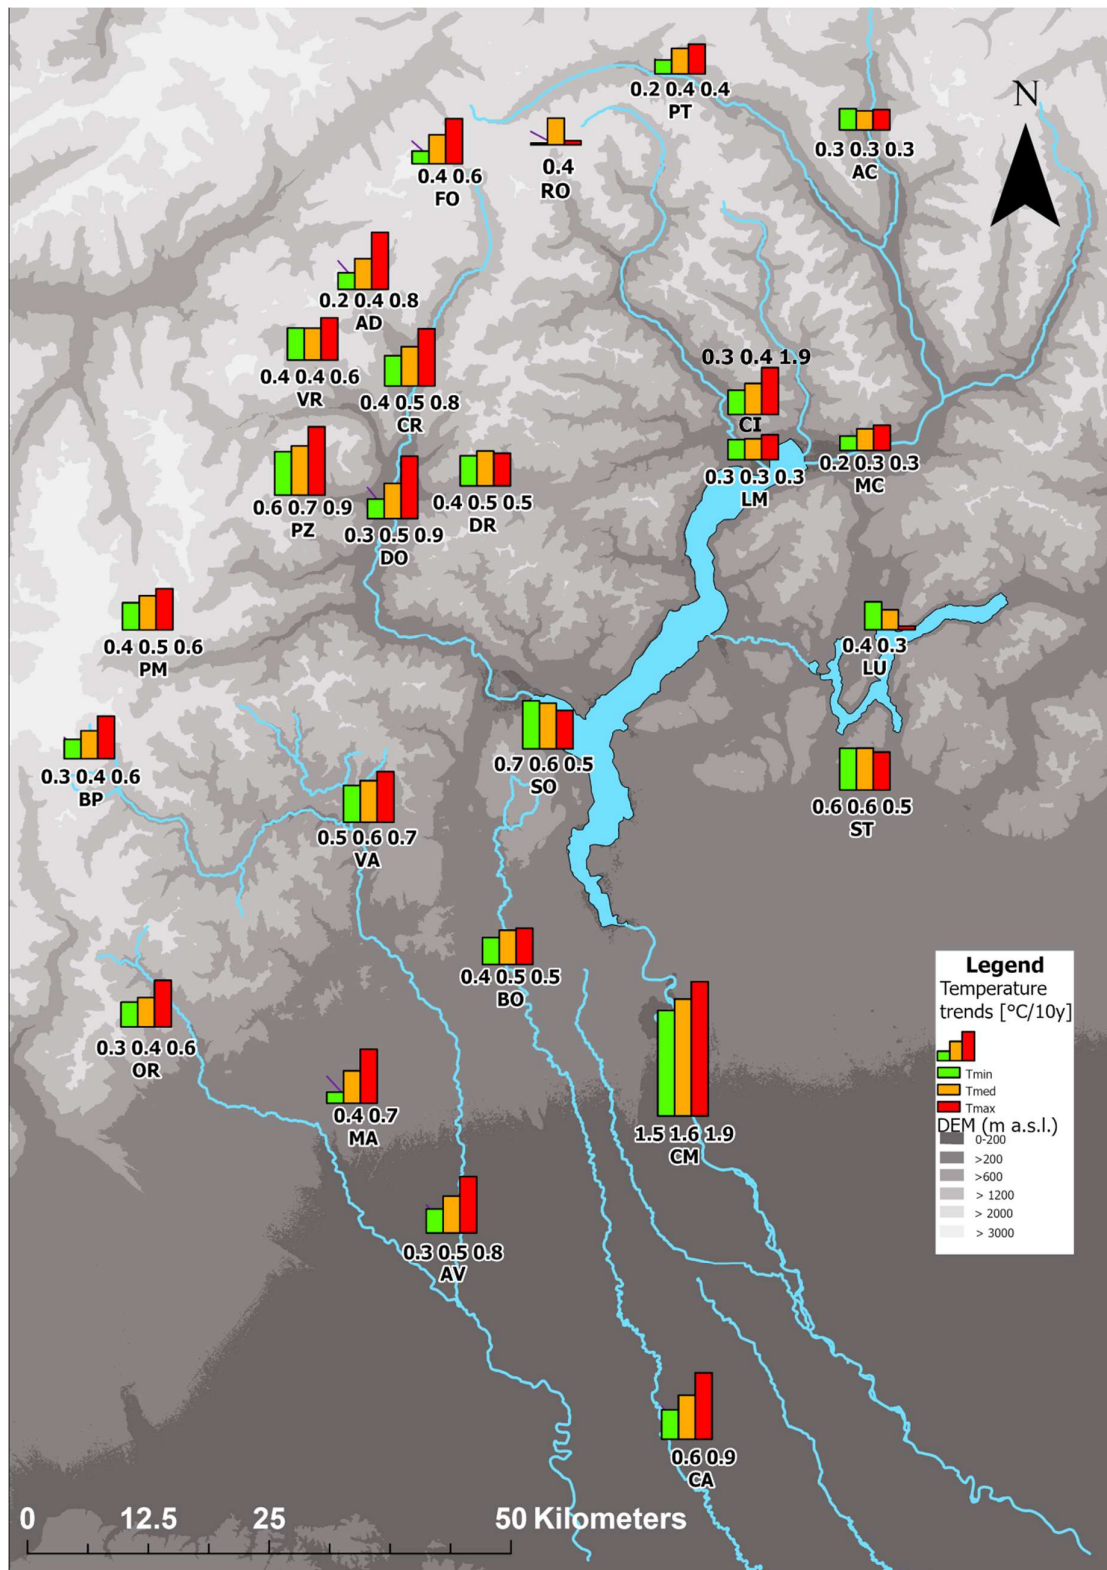 0.2 0.4 0.4
PT
N
0.3 0.3 0.3
AC
0.4 0.6
FO
0.4
RO
0.2 0.4 0.8
AD
0.4 0.4 0.6
VR
0.4 0.5 0.8
CR
0.3 0.4 1.9
CI
0.2 0.3 0.3
MC
0.3 0.3 0.3
LM
0.6 0.7 0.9
PZ
0.3 0.5 0.9
DO
0.4 0.5 0.5
DR
0.4 0.5 0.6
PM
0.4 0.3
LU
0.3 0.4 0.6
BP
0.7 0.6 0.5
SO
0.6 0.6 0.5
ST
0.5 0.6 0.7
VA
0.4 0.5 0.5
BO
0.3 0.4 0.6
OR
0.4 0.7
MA
1.5 1.6 1.9
CM
0.3 0.5 0.8
AV
0.6 0.9
CA
Legend
Temperature
trends [°C/10y]
Tmin
Tmed
Tmax
DEM (m a.s.l.)
0-200
>200
>600
> 1200
> 2000
> 3000
0 12.5 25 50 Kilometers